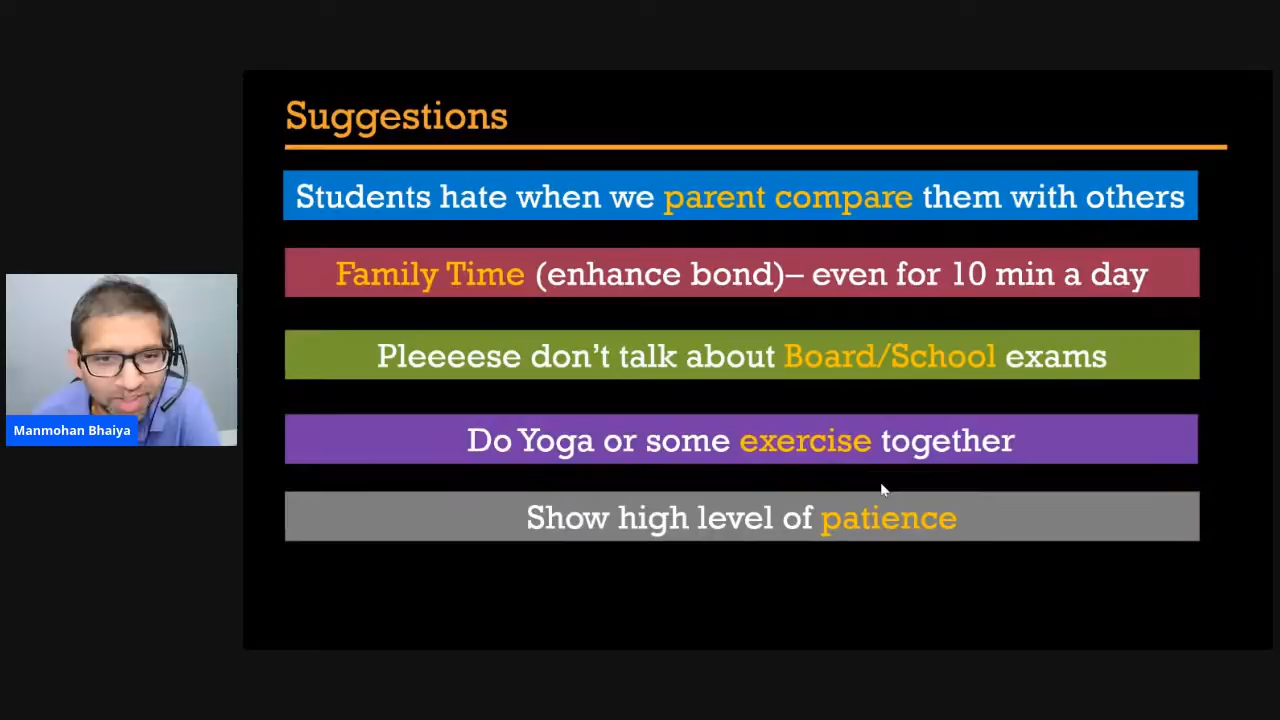 Suggestions
Students hate when we parent compare them with others
Family Time (enhance bond)– even for 10 min a day
Pleeeese don’t talk about Board/School exams
Do Yoga or some exercise together
Show high level of patience
Manmohan Bhaiya